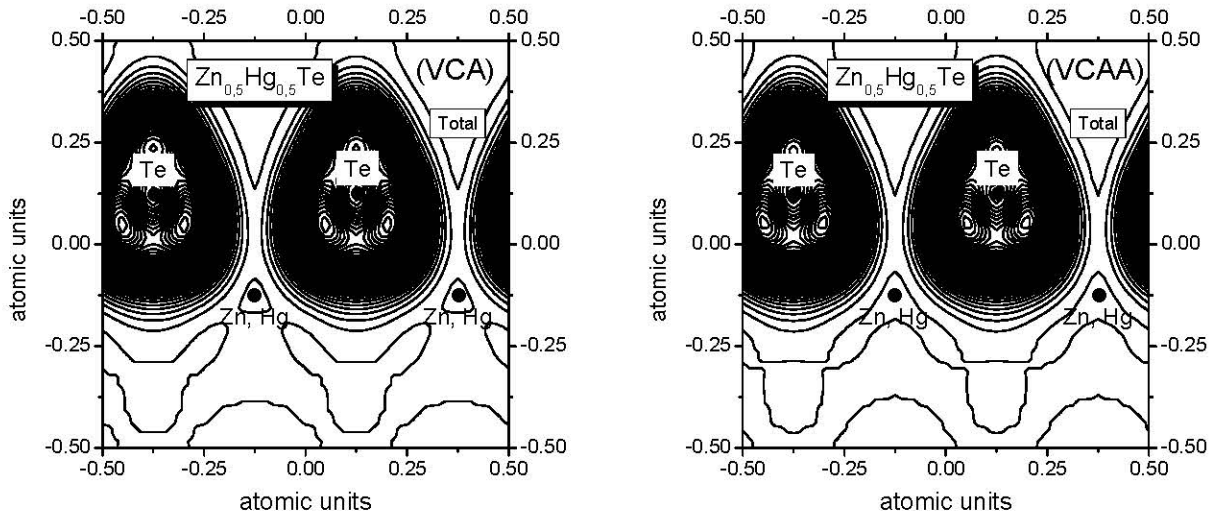 -0.50 -0.25 0.00 0.25 0.50
0.50 0.50
Zn0,5Hg0,5Te
(VCA)
Total
0.25 0.25
Te Te
0.00 0.00
Zn, Hg Zn, Hg
-0.25 -0.25
-0.50 -0.50
-0.50 -0.25 0.00 0.25 0.50
atomic units
atomic units
-0.50 -0.25 0.00 0.25 0.50
0.50 0.50
Zn0,5Hg0,5Te
(VCAA)
Total
0.25 0.25
Te Te
0.00 0.00
Zn, Hg Zn, Hg
-0.25 -0.25
-0.50 -0.50
-0.50 -0.25 0.00 0.25 0.50
atomic units
atomic units